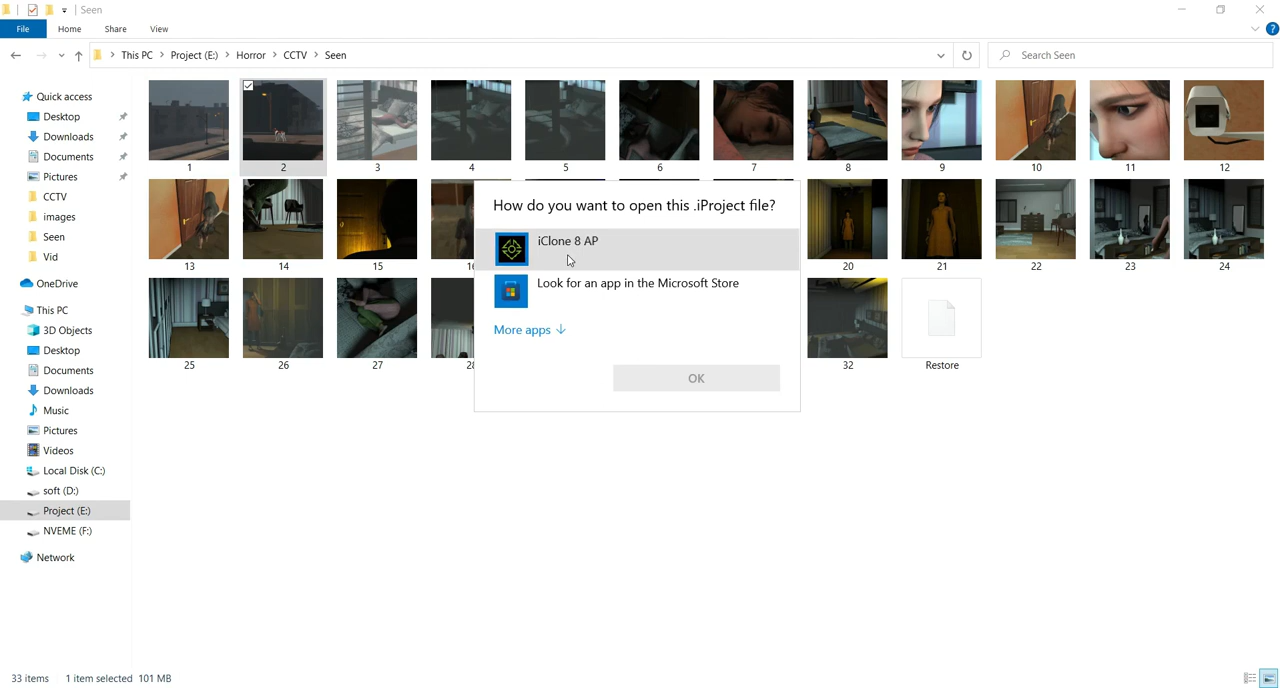 Seen
File Home Share View
This PC Project (E:) Horror CCTV Seen
Search Seen
Quick access
Desktop
Downloads
Documents
Pictures
CCTV
images
Seen
Vid
OneDrive
This PC
3D Objects
Desktop
Documents
Downloads
Music
Pictures
Videos
Local Disk (C:)
soft (D:)
Project (E:)
NVEME (F:)
Network
1 2 3 4 5 6 7 8 9 10 11 12
13 14 15 20 21 22 23 24
25 26 27 32 Restore
How do you want to open this .iProject file?
iClone 8 AP
Look for an app in the Microsoft Store
More apps
OK
33 items 1 item selected 101 MB